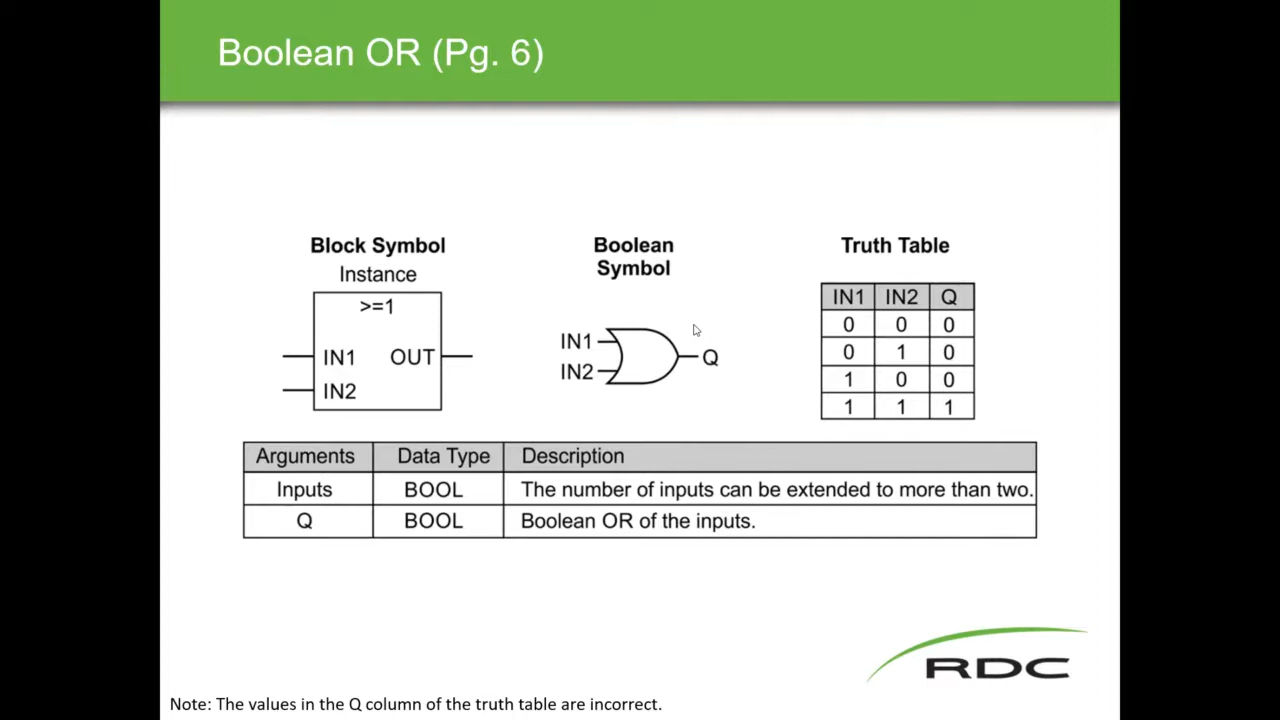 Boolean OR (Pg. 6)
Block Symbol
Instance
>=1
IN1 OUT
IN2
Boolean
Symbol
IN1
IN2
Q
Truth Table
IN1 IN2 Q
0 0 0
0 1 0
1 0 0
1 1 1
Arguments Data Type Description
Inputs BOOL The number of inputs can be extended to more than two.
Q BOOL Boolean OR of the inputs.
RDC
Note: The values in the Q column of the truth table are incorrect.